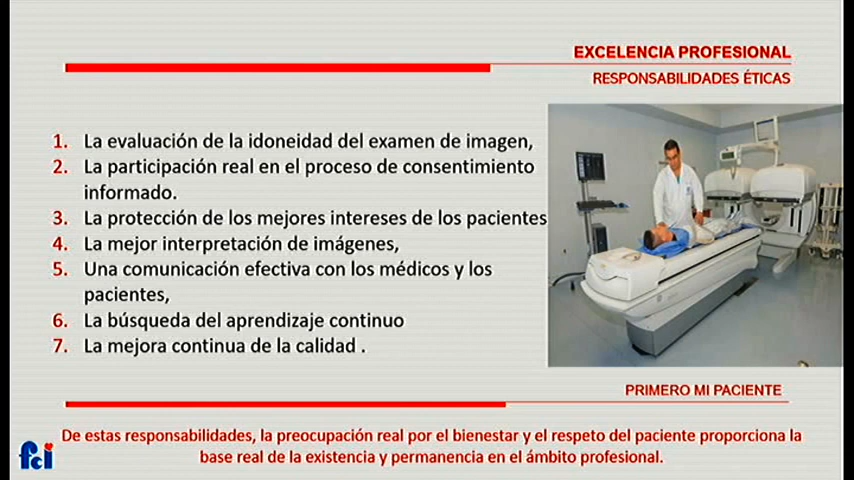 EXCELENCIA PROFESIONAL
RESPONSABILIDADES ÉTICAS
1. La evaluación de la idoneidad del examen de imagen,
2. La participación real en el proceso de consentimiento
informado.
3. La protección de los mejores intereses de los pacientes
4. La mejor interpretación de imágenes,
5. Una comunicación efectiva con los médicos y los
pacientes,
6. La búsqueda del aprendizaje continuo
7. La mejora continua de la calidad .
PRIMERO MI PACIENTE
De estas responsabilidades, la preocupación real por el bienestar y el respeto del paciente proporciona la
base real de la existencia y permanencia en el ámbito profesional.
fci